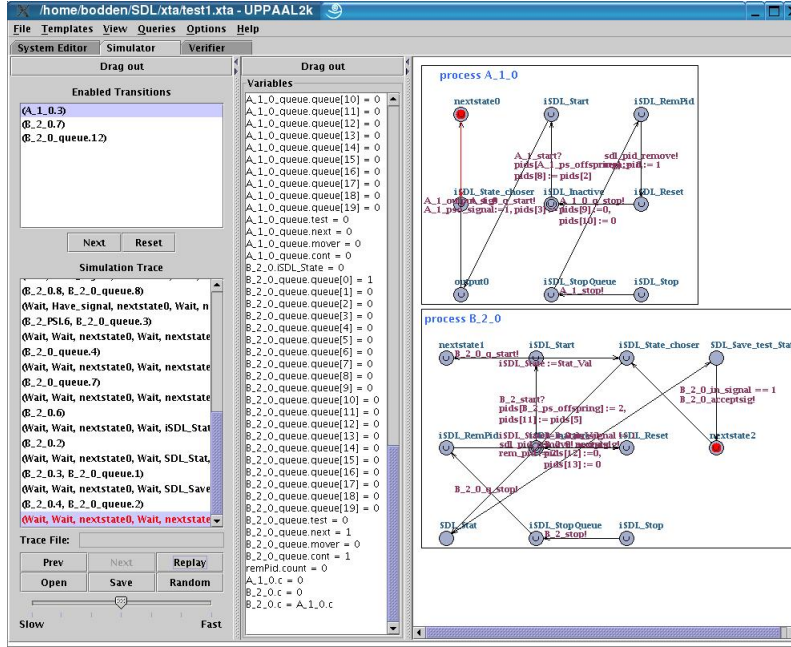 /home/bodden/SDL/xta/test1.xta - UPPAAL2k
File Templates View Queries Options Help
System Editor Simulator Verifier
Drag out
Enabled Transitions
(A_1_0.3)
(B_2_0.7)
(B_2_0_queue.12)
Next Reset
Simulation Trace
(B_2_0.8, B_2_0_queue.8)
(Wait, Have_signal, nextstate0, Wait, n
(B_2_PSI.6, B_2_0_queue.3)
(Wait, Wait, nextstate0, Wait, nextstate
(B_2_0_queue.4)
(Wait, Wait, nextstate0, Wait, nextstate
(B_2_0_queue.7)
(Wait, Wait, nextstate0, Wait, nextstate
(B_2_0.6)
(Wait, Wait, nextstate0, Wait, iSDL_Stat
(B_2_0.2)
(Wait, Wait, nextstate0, Wait, SDL_Stat,
(B_2_0.3, B_2_0_queue.1)
(Wait, Wait, nextstate0, Wait, SDL_Save
(B_2_0.4, B_2_0_queue.2)
(Wait, Wait, nextstate0, Wait, nextstate
Trace File:
Prev Next Replay
Open Save Random
Slow Fast
Drag out
Variables
A_1_0_queue.queue[10] = 0
A_1_0_queue.queue[11] = 0
A_1_0_queue.queue[12] = 0
A_1_0_queue.queue[13] = 0
A_1_0_queue.queue[14] = 0
A_1_0_queue.queue[15] = 0
A_1_0_queue.queue[16] = 0
A_1_0_queue.queue[17] = 0
A_1_0_queue.queue[18] = 0
A_1_0_queue.queue[19] = 0
A_1_0_queue.test = 0
A_1_0_queue.next = 0
A_1_0_queue.mover = 0
A_1_0_queue.cont = 0
B_2_0.iSDL_State = 0
B_2_0_queue.queue[0] = 1
B_2_0_queue.queue[1] = 0
B_2_0_queue.queue[2] = 0
B_2_0_queue.queue[3] = 0
B_2_0_queue.queue[4] = 0
B_2_0_queue.queue[5] = 0
B_2_0_queue.queue[6] = 0
B_2_0_queue.queue[7] = 0
B_2_0_queue.queue[8] = 0
B_2_0_queue.queue[9] = 0
B_2_0_queue.queue[10] = 0
B_2_0_queue.queue[11] = 0
B_2_0_queue.queue[12] = 0
B_2_0_queue.queue[13] = 0
B_2_0_queue.queue[14] = 0
B_2_0_queue.queue[15] = 0
B_2_0_queue.queue[16] = 0
B_2_0_queue.queue[17] = 0
B_2_0_queue.queue[18] = 0
B_2_0_queue.queue[19] = 0
B_2_0_queue.test = 0
B_2_0_queue.next = 1
B_2_0_queue.mover = 0
B_2_0_queue.cont = 1
remPid.count = 0
A_1_0.c = 0
B_2_0.c = 0
B_2_0.c = A_1_0.c
process A_1_0
nextstate0 iSDL_Start iSDL_RemPid
A_1_start? sdl_pid_remove!
pids[A_1_ps_offspring] := 1
pids[8] := pids[2]
iSDL_State_choser iSDL_Inactive iSDL_Reset
A_1_0_q_stop!
pids[9] :=0,
pids[10] := 0
output0 iSDL_StopQueue iSDL_Stop
A_1_stop!
process B_2_0
nextstate1 iSDL_Start iSDL_State_choser SDL_Save_test_Stat
B_2_0_q_start!
iSDL_State :=Stat_Val
B_2_0_in_signal == 1
B_2_0_acceptsig!
B_2_start?
pids[B_2_ps_offspring] := 2,
pids[11] := pids[5]
iSDL_RemPid iSDL_Reset nextstate2
pids[12] :=0,
pids[13] := 0
B_2_0_q_stop!
SDL_Stat iSDL_StopQueue iSDL_Stop
B_2_stop!